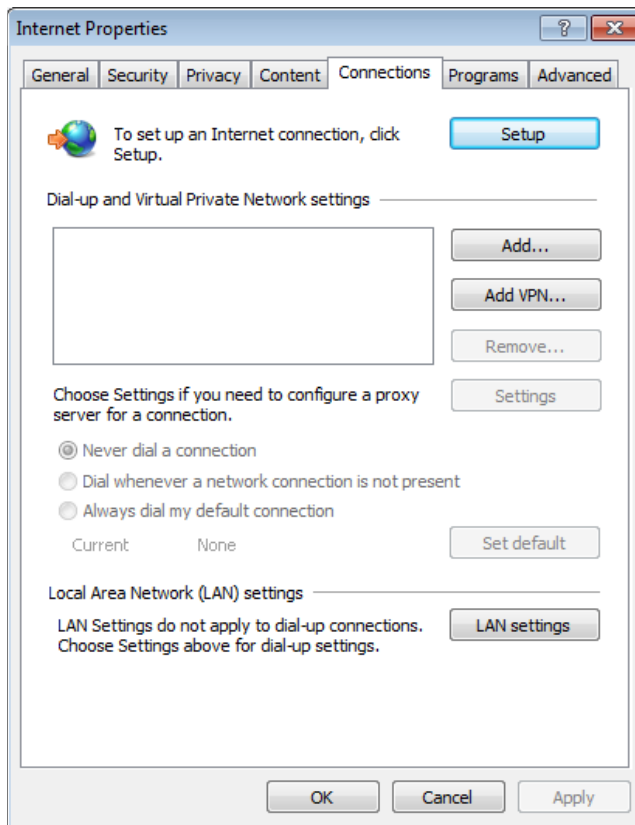 Internet Properties
General Security Privacy Content Connections Programs Advanced
To set up an Internet connection, click
Setup.
Setup
Dial-up and Virtual Private Network settings
Add...
Add VPN...
Remove...
Choose Settings if you need to configure a proxy
server for a connection.
Settings
Never dial a connection
Dial whenever a network connection is not present
Always dial my default connection
Current None
Set default
Local Area Network (LAN) settings
LAN Settings do not apply to dial-up connections.
Choose Settings above for dial-up settings.
LAN settings
OK Cancel Apply